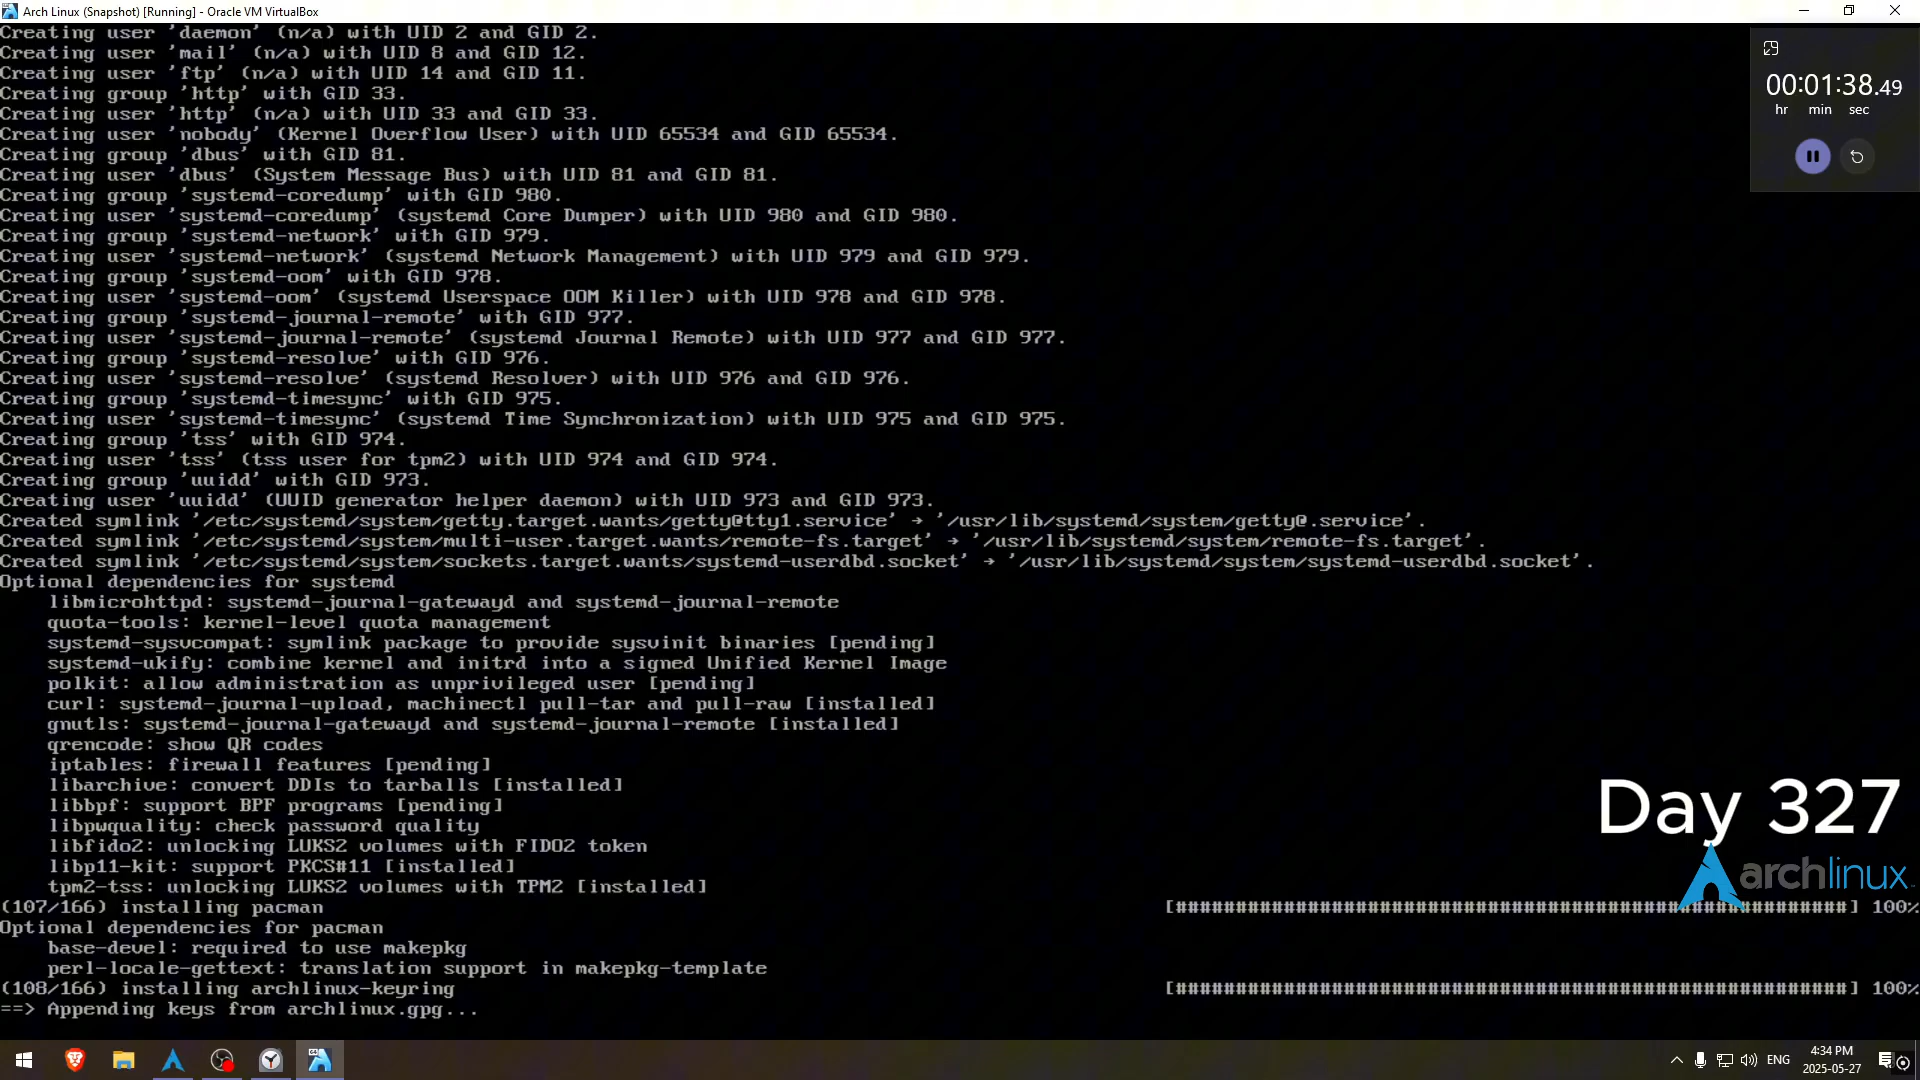 Arch Linux (Snapshot) [Running] - Oracle VM VirtualBox
Creating user 'daemon' (n/a) with UID 2 and GID 2.
Creating user 'mail' (n/a) with UID 8 and GID 12.
Creating user 'ftp' (n/a) with UID 14 and GID 11.
Creating group 'http' with GID 33.
Creating user 'http' (n/a) with UID 33 and GID 33.
Creating user 'nobody' (Kernel Overflow User) with UID 65534 and GID 65534.
Creating group 'dbus' with GID 81.
Creating user 'dbus' (System Message Bus) with UID 81 and GID 81.
Creating group 'systemd-coredump' with GID 980.
Creating user 'systemd-coredump' (systemd Core Dumper) with UID 980 and GID 980.
Creating group 'systemd-network' with GID 979.
Creating user 'systemd-network' (systemd Network Management) with UID 979 and GID 979.
Creating group 'systemd-oom' with GID 978.
Creating user 'systemd-oom' (systemd Userspace OOM Killer) with UID 978 and GID 978.
Creating group 'systemd-journal-remote' with GID 977.
Creating user 'systemd-journal-remote' (systemd Journal Remote) with UID 977 and GID 977.
Creating group 'systemd-resolve' with GID 976.
Creating user 'systemd-resolve' (systemd Resolver) with UID 976 and GID 976.
Creating group 'systemd-timesync' with GID 975.
Creating user 'systemd-timesync' (systemd Time Synchronization) with UID 975 and GID 975.
Creating group 'tss' with GID 974.
Creating user 'tss' (tss user for tpm2) with UID 974 and GID 974.
Creating group 'uuidd' with GID 973.
Creating user 'uuidd' (UUID generator helper daemon) with UID 973 and GID 973.
Created symlink '/etc/systemd/system/getty.target.wants/getty@tty1.service' → '/usr/lib/systemd/system/getty@.service'.
Created symlink '/etc/systemd/system/multi-user.target.wants/remote-fs.target' → '/usr/lib/systemd/system/remote-fs.target'.
Created symlink '/etc/systemd/system/sockets.target.wants/systemd-userdbd.socket' → '/usr/lib/systemd/system/systemd-userdbd.socket'.
Optional dependencies for systemd
libmicrohttpd: systemd-journal-gatewayd and systemd-journal-remote
quota-tools: kernel-level quota management
systemd-sysvcompat: symlink package to provide sysvinit binaries [pending]
systemd-ukify: combine kernel and initrd into a signed Unified Kernel Image
polkit: allow administration as unprivileged user [pending]
curl: systemd-journal-upload, machinectl pull-tar and pull-raw [installed]
gnutls: systemd-journal-gatewayd and systemd-journal-remote [installed]
qrencode: show QR codes
iptables: firewall features [pending]
libarchive: convert DDIs to tarballs [installed]
libbpf: support BPF programs [pending]
libpwquality: check password quality
libfido2: unlocking LUKS2 volumes with FIDO2 token
libp11-kit: support PKCS#11 [installed]
tpm2-tss: unlocking LUKS2 volumes with TPM2 [installed]
(107/166) installing pacman [########################################################] 100%
Optional dependencies for pacman
base-devel: required to use makepkg
perl-locale-gettext: translation support in makepkg-template
(108/166) installing archlinux-keyring [########################################################] 100%
==> Appending keys from archlinux.gpg...
00:01:38.49
hr min sec
Day 327
archlinux
ENG
4:34 PM
2025-05-27